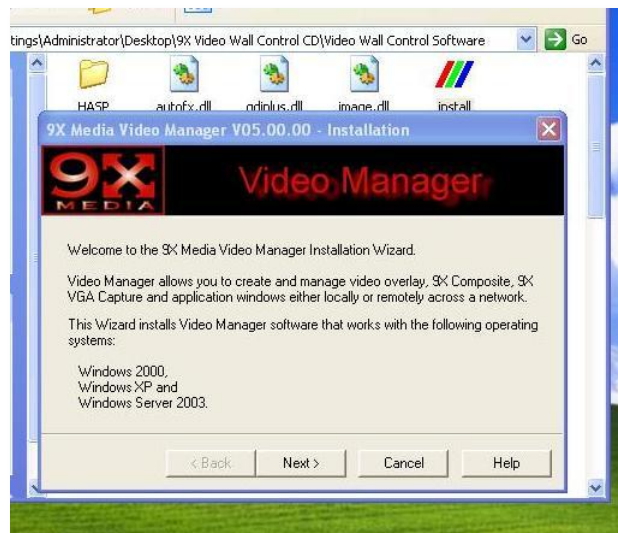 tings\Administrator\Desktop\9X Video Wall Control CD\Video Wall Control Software Go
HASP autofx.dll gdiplus.dll image.dll install
9X Media Video Manager V05.00.00 - Installation
9X MEDIA
Video Manager
Welcome to the 9X Media Video Manager Installation Wizard.
Video Manager allows you to create and manage video overlay, 9X Composite, 9X
VGA Capture and application windows either locally or remotely across a network.
This Wizard installs Video Manager software that works with the following operating
systems:
Windows 2000,
Windows XP and
Windows Server 2003.
< Back Next > Cancel Help